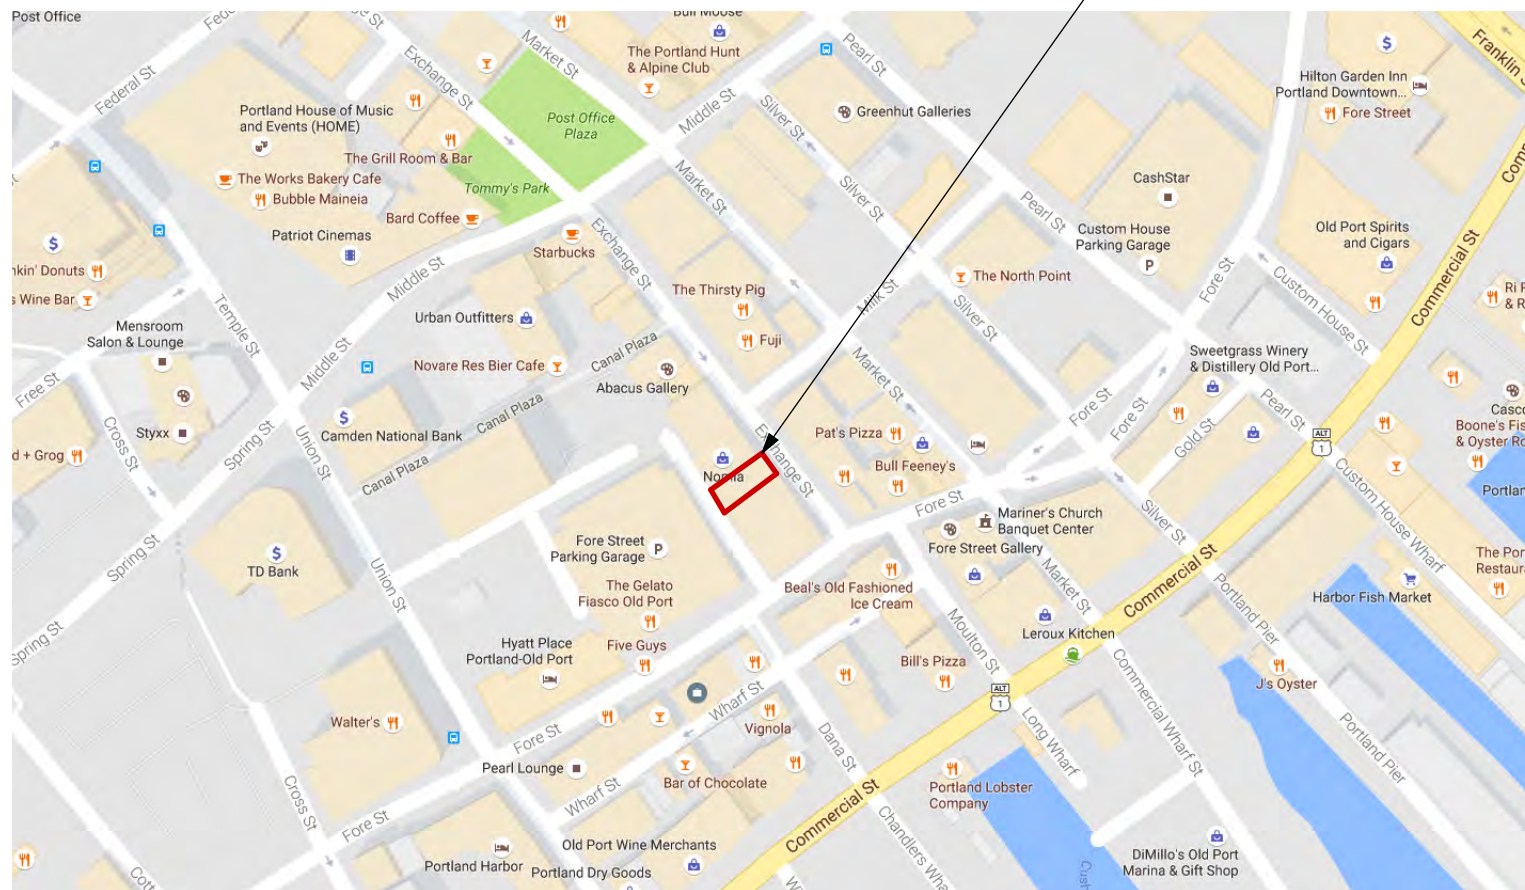 Post Office
Federal St
Exchange St
Market St
Bull Moose
The Portland Hunt
& Alpine Club
Pearl St
Franklin S
Hilton Garden Inn
Portland Downtown...
Fore Street
Portland House of Music
and Events (HOME)
Post Office
Plaza
Middle St
Silver St
Greenhut Galleries
The Grill Room & Bar
The Works Bakery Cafe
Bubble Maineia
Tommy's Park
Market St
Silver St
Pearl St
CashStar
Bard Coffee
Patriot Cinemas
Exchange St
Starbucks
Custom House
Parking Garage
P
Old Port Spirits
and Cigars
Commercial St
nkin' Donuts
s Wine Bar
Middle St
The Thirsty Pig
Milk St
The North Point
Fore St
Custom House St
Ri R
& R
Temple St
Urban Outfitters
Silver St
Mensroom
Salon & Lounge
Fuji
Canal Plaza
Novare Res Bier Cafe
Middle St
Abacus Gallery
Market St
Sweetgrass Winery
& Distillery Old Port...
Free St
Canal Plaza
Camden National Bank
Fore St
Fore St
Pearl St
Gold St
Casco
Boone's Fis
& Oyster Ro
Cross St
Styxx
Spring St
Union St
Exchange St
Pat's Pizza
Bull Feeney's
ALT
1
d + Grog
Canal Plaza
Nomia
Custom House Wharf
Portlan
Fore St
Mariner's Church
Banquet Center
Silver St
Spring St
Fore Street
Parking Garage
P
Fore Street Gallery
TD Bank
Union St
The Gelato
Fiasco Old Port
Beal's Old Fashioned
Ice Cream
Market St
Commercial St
Portland Pier
The Por
Restaura
Harbor Fish Market
Spring St
Hyatt Place
Portland-Old Port
Five Guys
Moulton St
Leroux Kitchen
Bill's Pizza
Commercial Wharf St
J's Oyster
Wharf St
ALT
1
Walter's
Vignola
Dana St
Long Wharf
Portland Pier
Fore St
Pearl Lounge
Bar of Chocolate
Wharf St
Commercial St
Portland Lobster
Company
Cross St
Fore St
Old Port Wine Merchants
Chandlers Wha
Portland Harbor
Portland Dry Goods
DiMillo's Old Port
Marina & Gift Shop
Cott